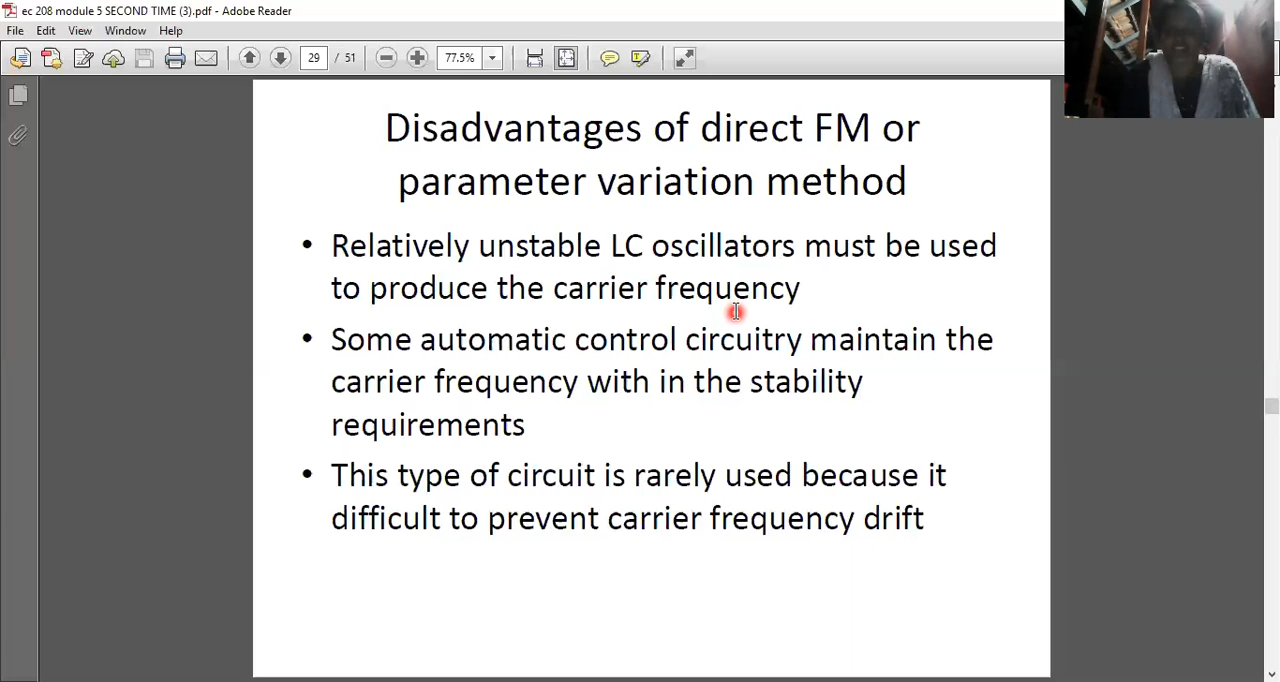 ec 208 module 5 SECOND TIME (3).pdf - Adobe Reader
File Edit View Window Help
29 / 51 77.5%
Disadvantages of direct FM or
parameter variation method
• Relatively unstable LC oscillators must be used
to produce the carrier frequency
• Some automatic control circuitry maintain the
carrier frequency with in the stability
requirements
• This type of circuit is rarely used because it
difficult to prevent carrier frequency drift